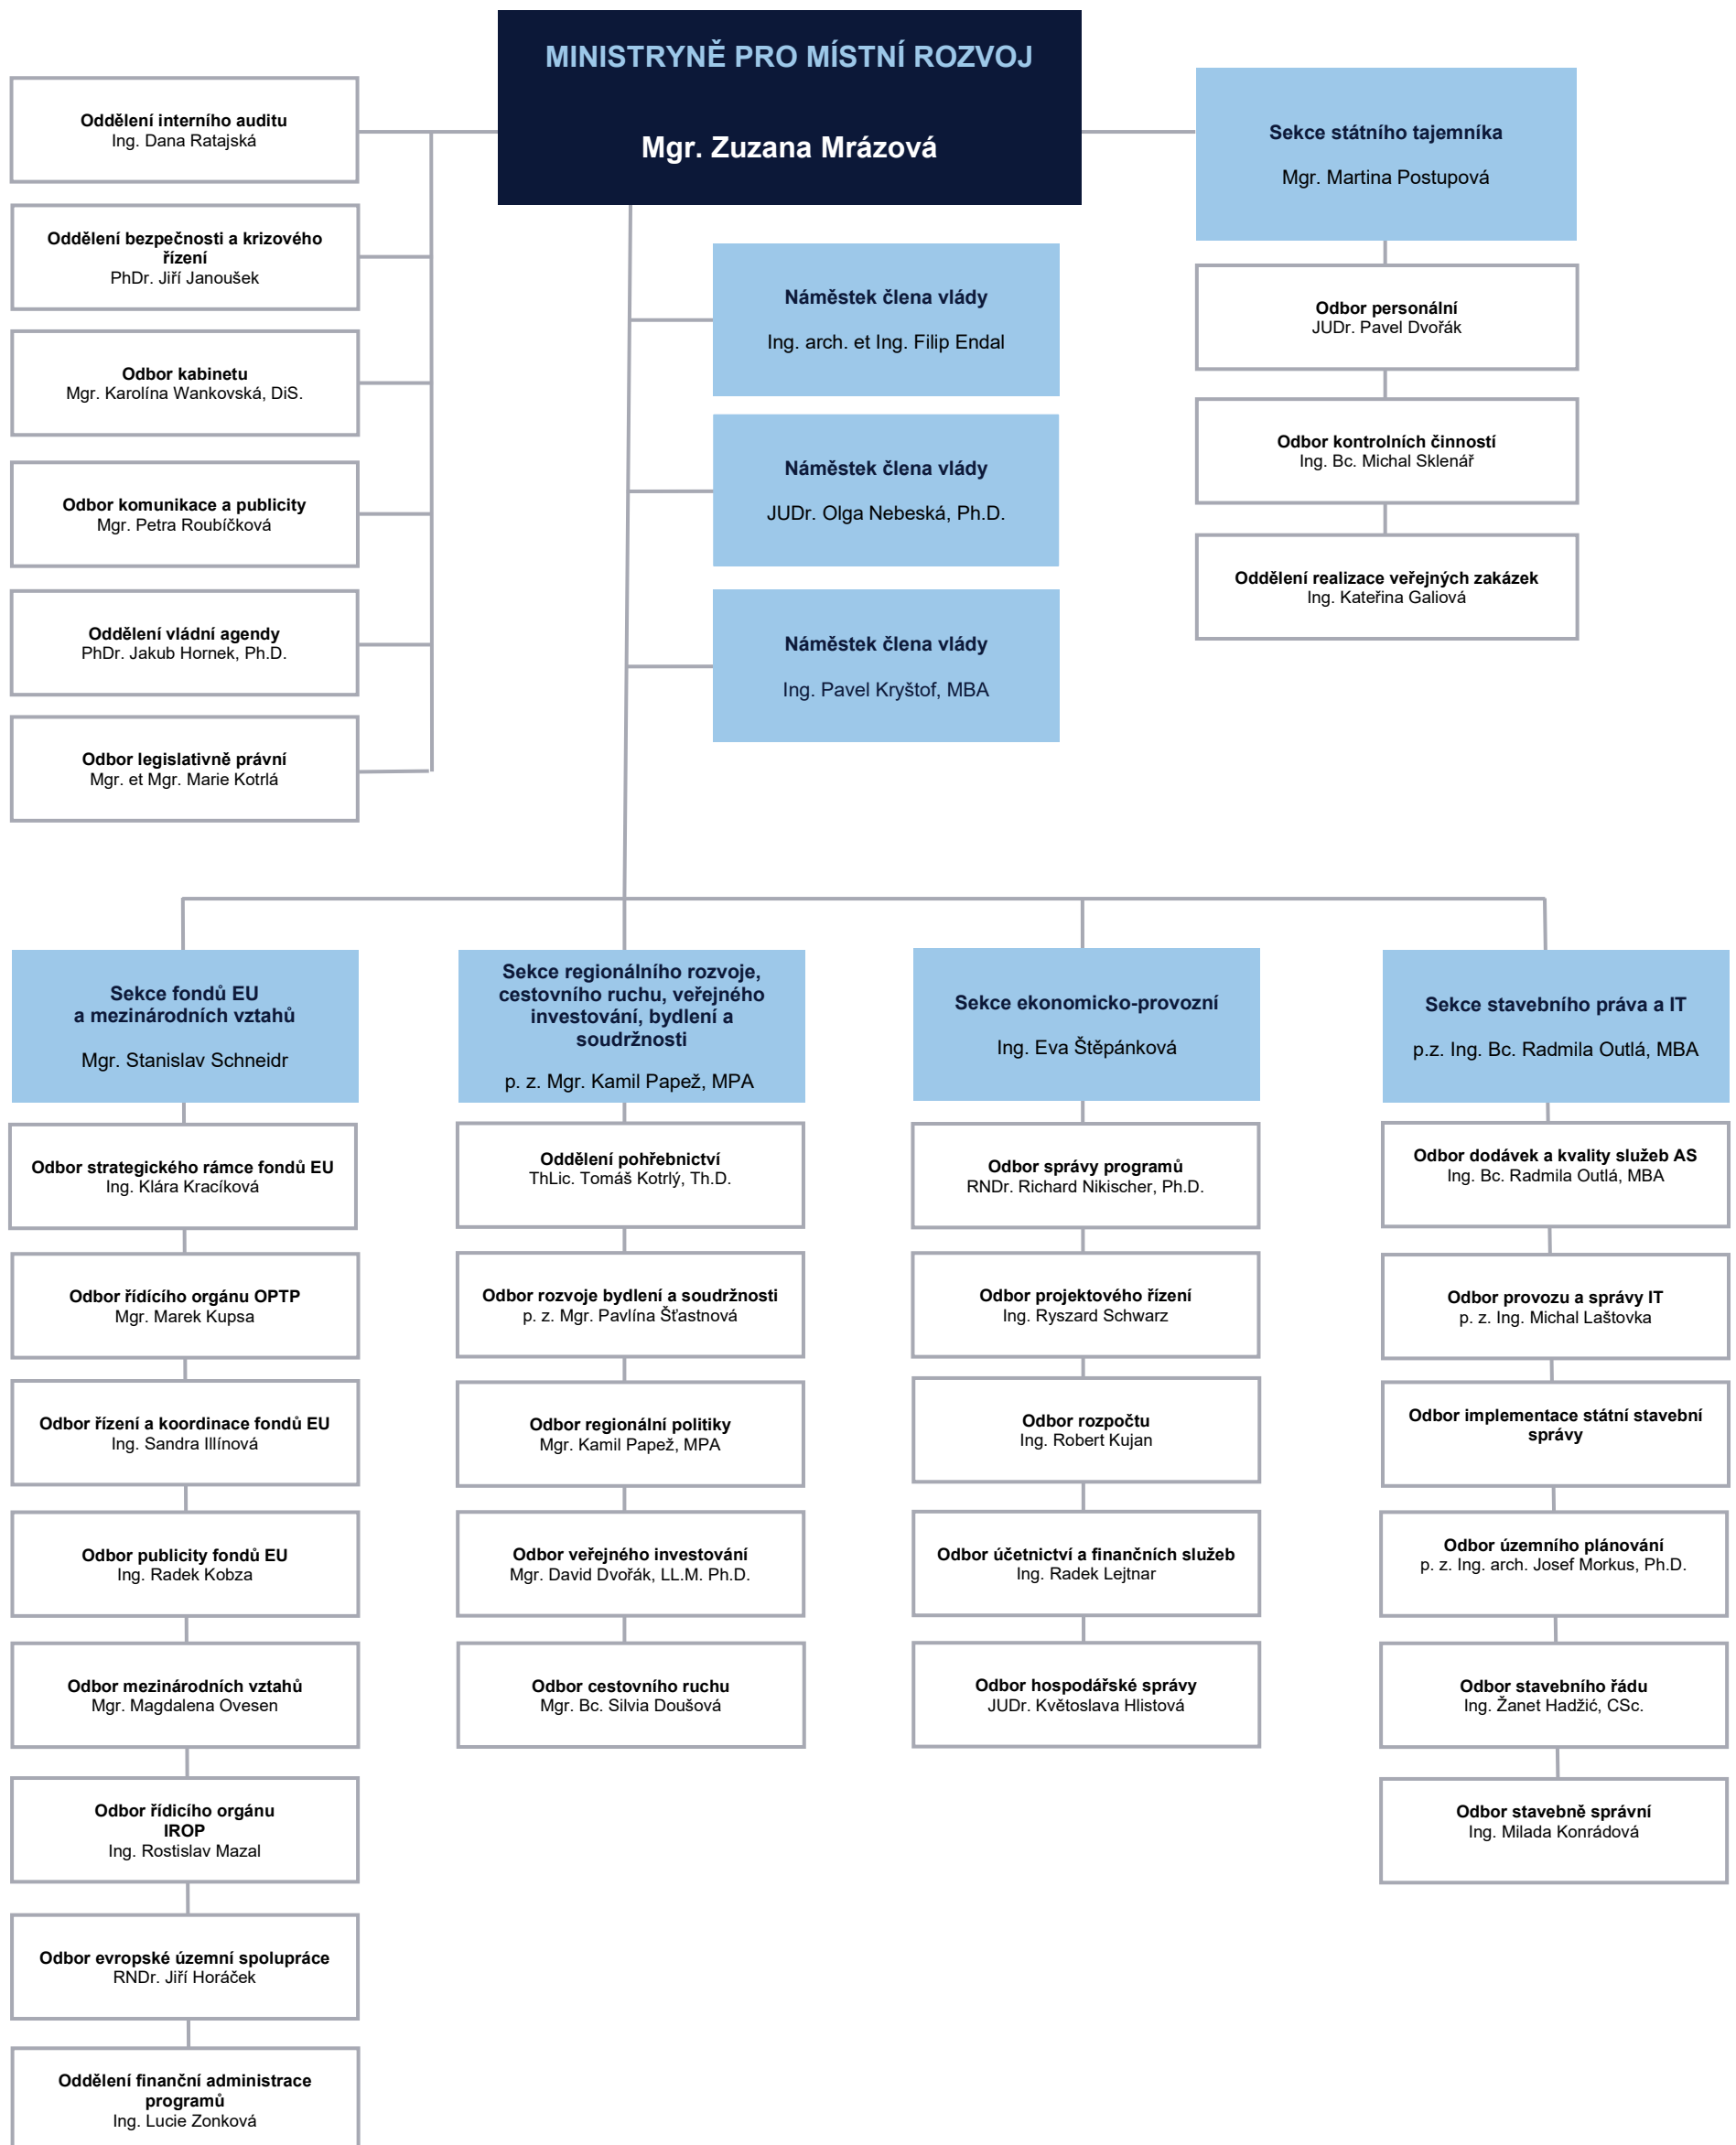 MINISTRYNĚ PRO MÍSTNÍ ROZVOJ
Mgr. Zuzana Mrázová
Oddělení interního auditu
Ing. Dana Ratajská
Oddělení bezpečnosti a krizového
řízení
PhDr. Jiří Janoušek
Odbor kabinetu
Mgr. Karolína Wankovská, DiS.
Odbor komunikace a publicity
Mgr. Petra Roubíčková
Oddělení vládní agendy
PhDr. Jakub Hornek, Ph.D.
Odbor legislativně právní
Mgr. et Mgr. Marie Kotrlá
Náměstek člena vlády
Ing. arch. et Ing. Filip Endal
Náměstek člena vlády
JUDr. Olga Nebeská, Ph.D.
Náměstek člena vlády
Ing. Pavel Kryštof, MBA
Sekce státního tajemníka
Mgr. Martina Postupová
Odbor personální
JUDr. Pavel Dvořák
Odbor kontrolních činností
Ing. Bc. Michal Sklenář
Oddělení realizace veřejných zakázek
Ing. Kateřina Galiová
Sekce fondů EU
a mezinárodních vztahů
Mgr. Stanislav Schneidr
Odbor strategického rámce fondů EU
Ing. Klára Kracíková
Odbor řídícího orgánu OPTP
Mgr. Marek Kupsa
Odbor řízení a koordinace fondů EU
Ing. Sandra Illínová
Odbor publicity fondů EU
Ing. Radek Kobza
Odbor mezinárodních vztahů
Mgr. Magdalena Ovesen
Odbor řídicího orgánu
IROP
Ing. Rostislav Mazal
Odbor evropské územní spolupráce
RNDr. Jiří Horáček
Oddělení finanční administrace
programů
Ing. Lucie Zonková
Sekce regionálního rozvoje,
cestovního ruchu, veřejného
investování, bydlení a
soudržnosti
p. z. Mgr. Kamil Papež, MPA
Oddělení pohřebnictví
ThLic. Tomáš Kotrlý, Th.D.
Odbor rozvoje bydlení a soudržnosti
p. z. Mgr. Pavlína Šťastnová
Odbor regionální politiky
Mgr. Kamil Papež, MPA
Odbor veřejného investování
Mgr. David Dvořák, LL.M. Ph.D.
Odbor cestovního ruchu
Mgr. Bc. Silvia Doušová
Sekce ekonomicko-provozní
Ing. Eva Štěpánková
Odbor správy programů
RNDr. Richard Nikischer, Ph.D.
Odbor projektového řízení
Ing. Ryszard Schwarz
Odbor rozpočtu
Ing. Robert Kujan
Odbor účetnictví a finančních služeb
Ing. Radek Lejtnar
Odbor hospodářské správy
JUDr. Květoslava Hlistová
Sekce stavebního práva a IT
p.z. Ing. Bc. Radmila Outlá, MBA
Odbor dodávek a kvality služeb AS
Ing. Bc. Radmila Outlá, MBA
Odbor provozu a správy IT
p. z. Ing. Michal Laštovka
Odbor implementace státní stavební
správy
Odbor územního plánování
p. z. Ing. arch. Josef Morkus, Ph.D.
Odbor stavebního řádu
Ing. Žanet Hadžić, CSc.
Odbor stavebně správní
Ing. Milada Konrádová